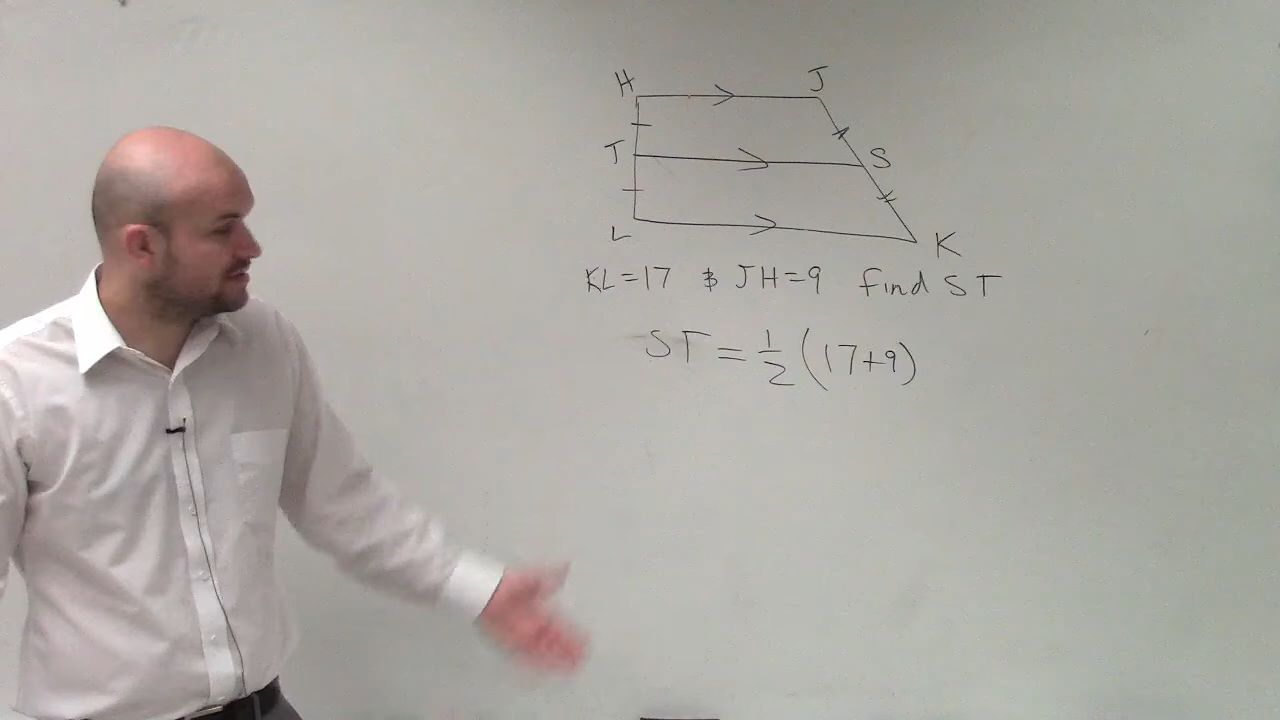 H J
T S
L K
KL=17 & JH=9 find ST
ST = 1/2 (17+9)